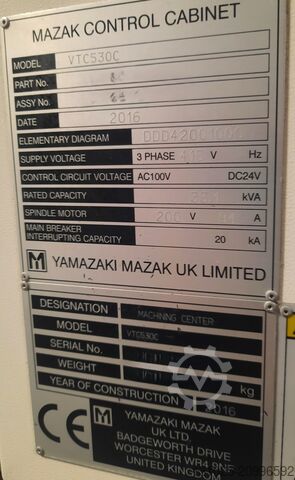 MAZAK CONTROL CABINET
MODEL VTC530C
PART No.
ASSY No.
DATE 2016
ELEMENTARY DIAGRAM
SUPPLY VOLTAGE 3 PHASE V Hz
CONTROL CIRCUIT VOLTAGE AC100V DC24V
RATED CAPACITY kVA
SPINDLE MOTOR 200 V A
MAIN BREAKER
INTERRUPTING CAPACITY 20 kA
M YAMAZAKI MAZAK UK LIMITED
DESIGNATION MACHINING CENTER
MODEL VTC530C
SERIAL No.
WEIGHT kg
YEAR OF CONSTRUCTION 2016
CE M YAMAZAKI MAZAK
UK LTD.
BADGEWORTH DRIVE
WORCESTER WR4 9NF
UNITED KINGDOM